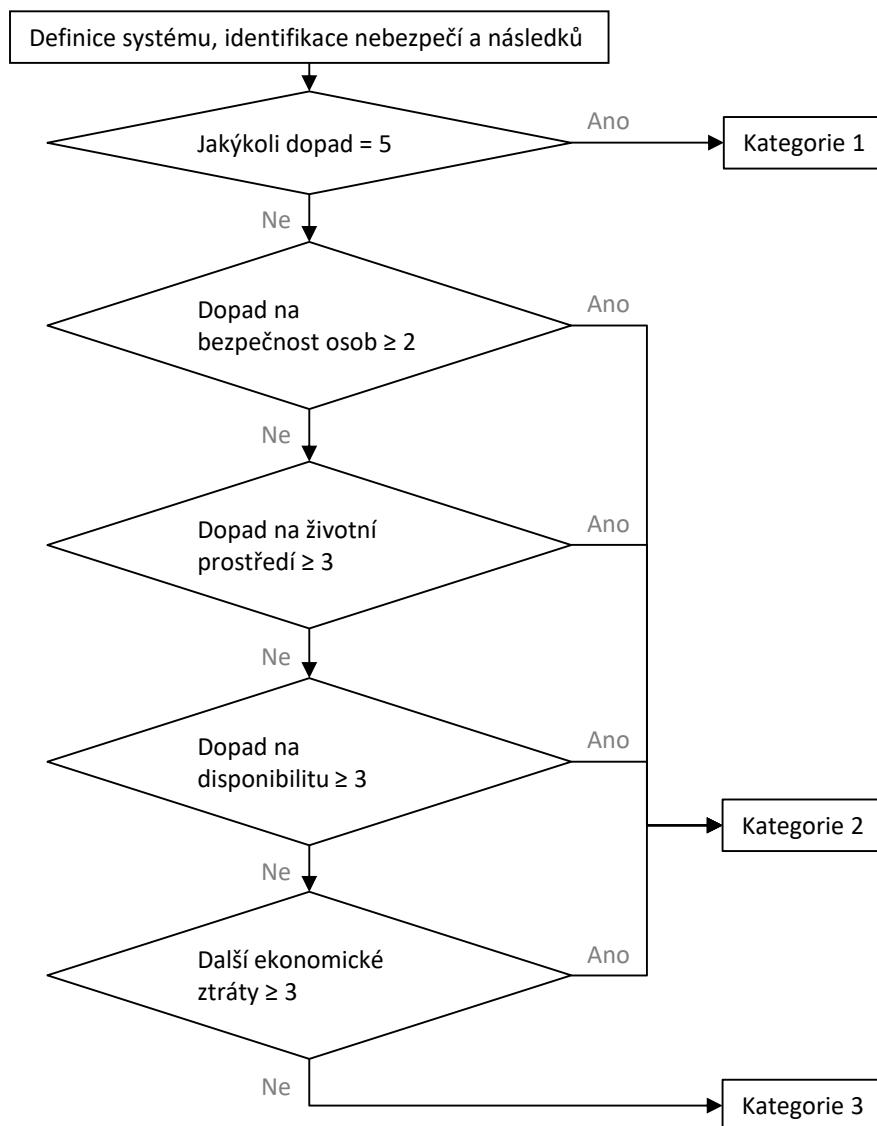 Definice systému, identifikace nebezpečí a následků
Ano
Jakýkoli dopad = 5
Kategorie 1
Ne
Ano
Dopad na
bezpečnost osob ≥ 2
Ne
Ano
Dopad na životní
prostředí ≥ 3
Ne
Ano
Dopad na
disponibilitu ≥ 3
Kategorie 2
Ne
Ano
Další ekonomické
ztráty ≥ 3
Ne
Kategorie 3